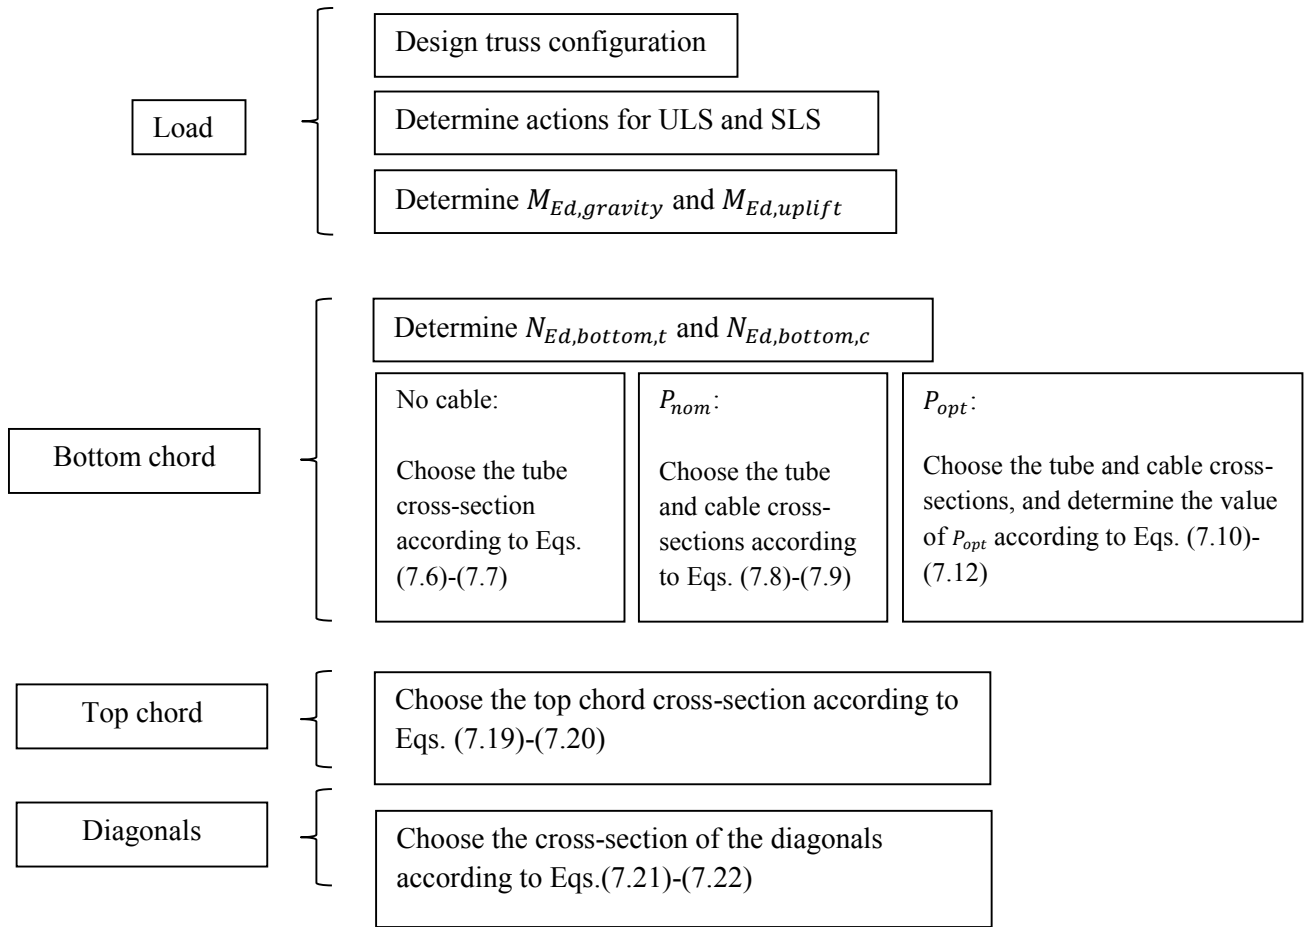 Load
Design truss configuration
Determine actions for ULS and SLS
Determine M_{Ed,gravity} and M_{Ed,uplift}
Bottom chord
Determine N_{Ed,bottom,t} and N_{Ed,bottom,c}
No cable:
Choose the tube
cross-section
according to Eqs.
(7.6)-(7.7)
P_{nom}:
Choose the tube
and cable cross-
sections according
to Eqs. (7.8)-(7.9)
P_{opt}:
Choose the tube and cable cross-
sections, and determine the value
of P_{opt} according to Eqs. (7.10)-
(7.12)
Top chord
Choose the top chord cross-section according to
Eqs. (7.19)-(7.20)
Diagonals
Choose the cross-section of the diagonals
according to Eqs.(7.21)-(7.22)